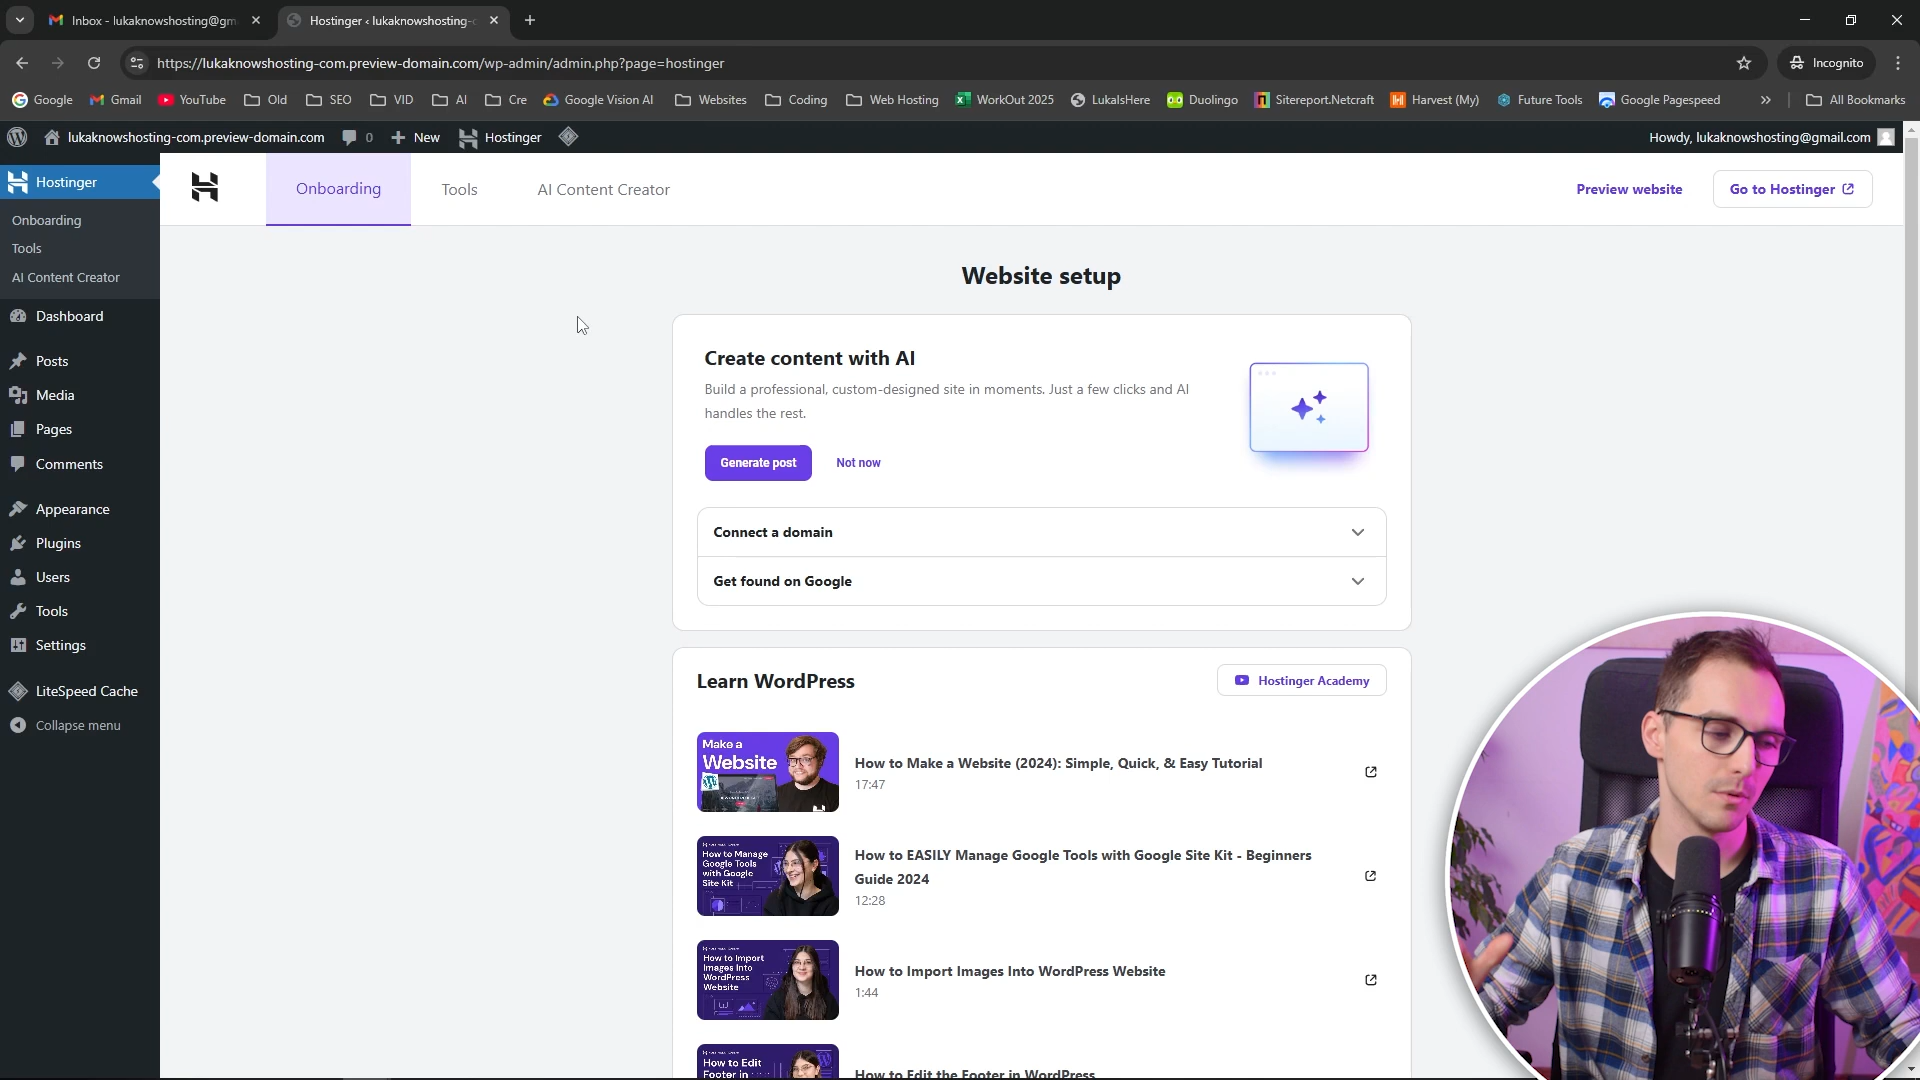 Inbox - lukaknowshosting@gm
Hostinger ‹ lukaknowshosting-c
https://lukaknowshosting-com.preview-domain.com/wp-admin/admin.php?page=hostinger
Incognito
Google
Gmail
YouTube
Old
SEO
VID
AI
Cre
Google Vision AI
Websites
Coding
Web Hosting
WorkOut 2025
LukaIsHere
Duolingo
Sitereport.Netcraft
Harvest (My)
Future Tools
Google Pagespeed
All Bookmarks
lukaknowshosting-com.preview-domain.com
0
New
Hostinger
Howdy, lukaknowshosting@gmail.com
Hostinger
Onboarding
Tools
AI Content Creator
Dashboard
Posts
Media
Pages
Comments
Appearance
Plugins
Users
Tools
Settings
LiteSpeed Cache
Collapse menu
Onboarding
Tools
AI Content Creator
Preview website
Go to Hostinger
Website setup
Create content with AI
Build a professional, custom-designed site in moments. Just a few clicks and AI
handles the rest.
Generate post
Not now
Connect a domain
Get found on Google
Learn WordPress
Hostinger Academy
Make a
Website
How to Make a Website (2024): Simple, Quick, & Easy Tutorial
17:47
How to Manage
Google Tools
with Google
Site Kit
How to EASILY Manage Google Tools with Google Site Kit - Beginners
Guide 2024
12:28
How to Import
Images Into
WordPress
Website
How to Import Images Into WordPress Website
1:44
How to Edit
Footer in
How to Edit the Footer in WordPress